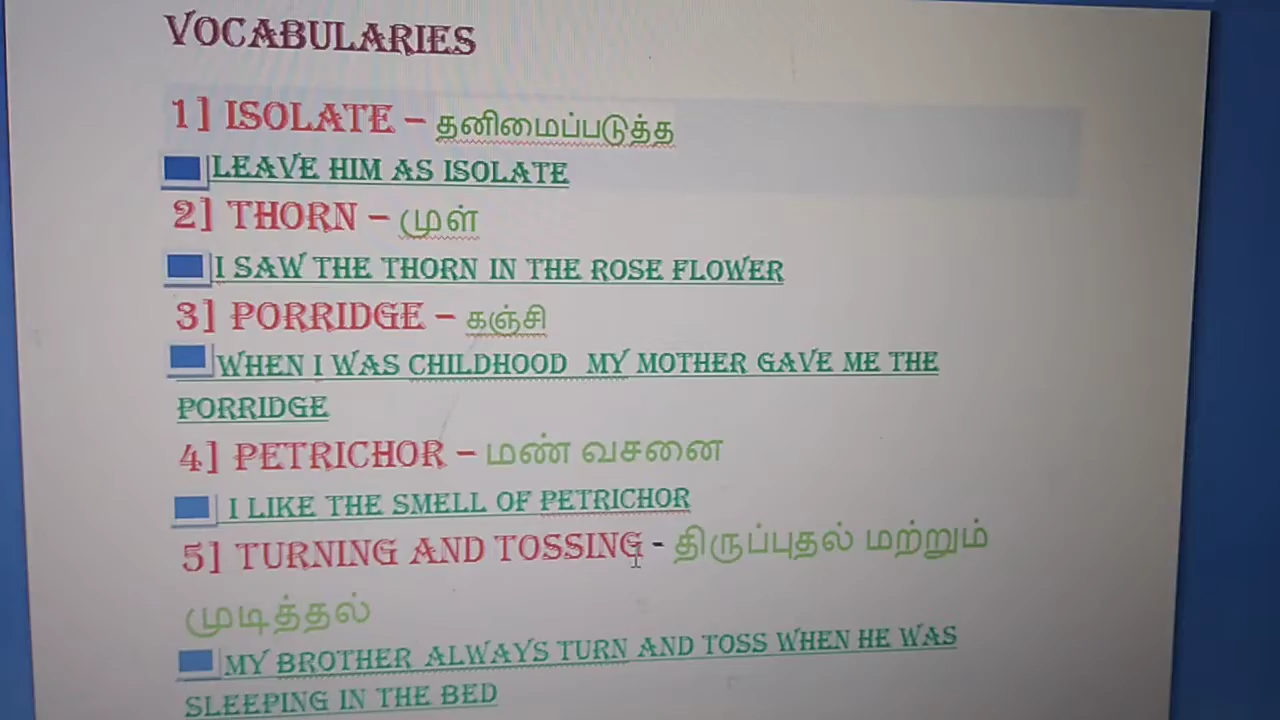 VOCABULARIES
1] ISOLATE – தனிமைப்படுத்த
LEAVE HIM AS ISOLATE
2] THORN – முள்
I SAW THE THORN IN THE ROSE FLOWER
3] PORRIDGE – கஞ்சி
WHEN I WAS CHILDHOOD MY MOTHER GAVE ME THE
PORRIDGE
4] PETRICHOR – மண் வசனை
I LIKE THE SMELL OF PETRICHOR
5] TURNING AND TOSSING - திருப்புதல் மற்றும்
முடித்தல்
MY BROTHER ALWAYS TURN AND TOSS WHEN HE WAS
SLEEPING IN THE BED